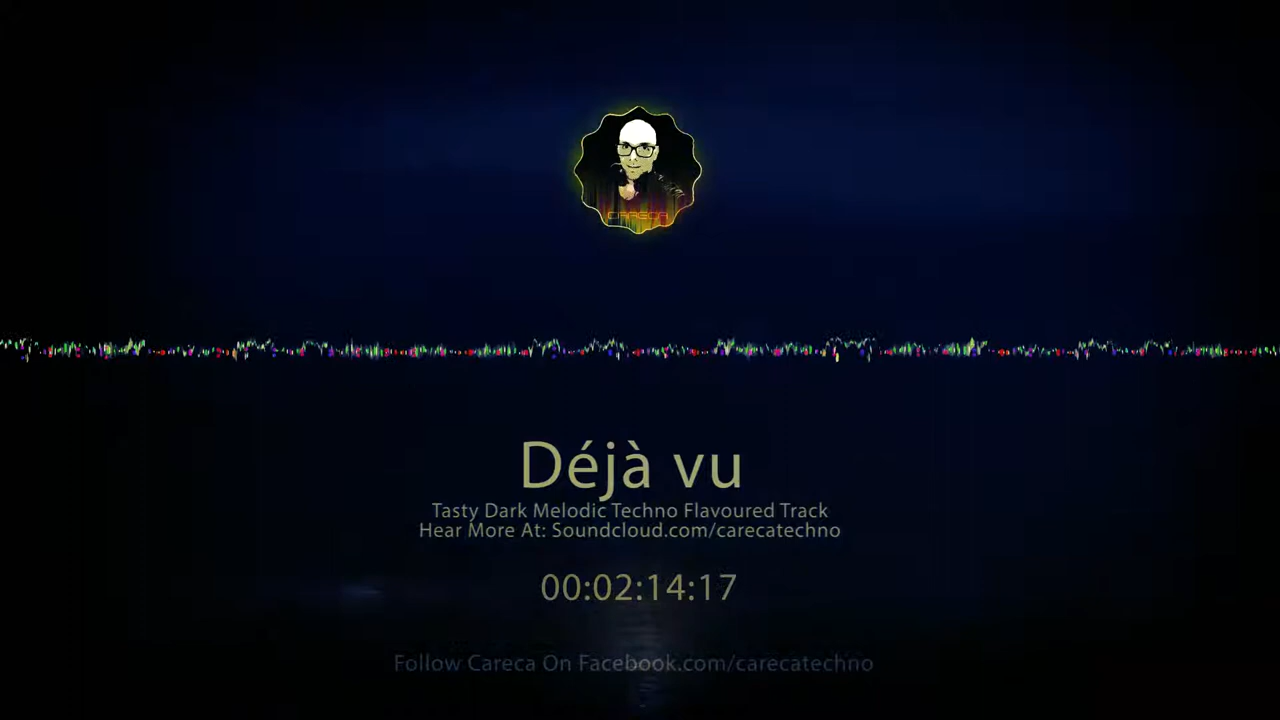 CARECA
Déjà vu
Tasty Dark Melodic Techno Flavoured Track
Hear More At: Soundcloud.com/carecatechno
00:02:14:17
Follow Careca On Facebook.com/carecatechno